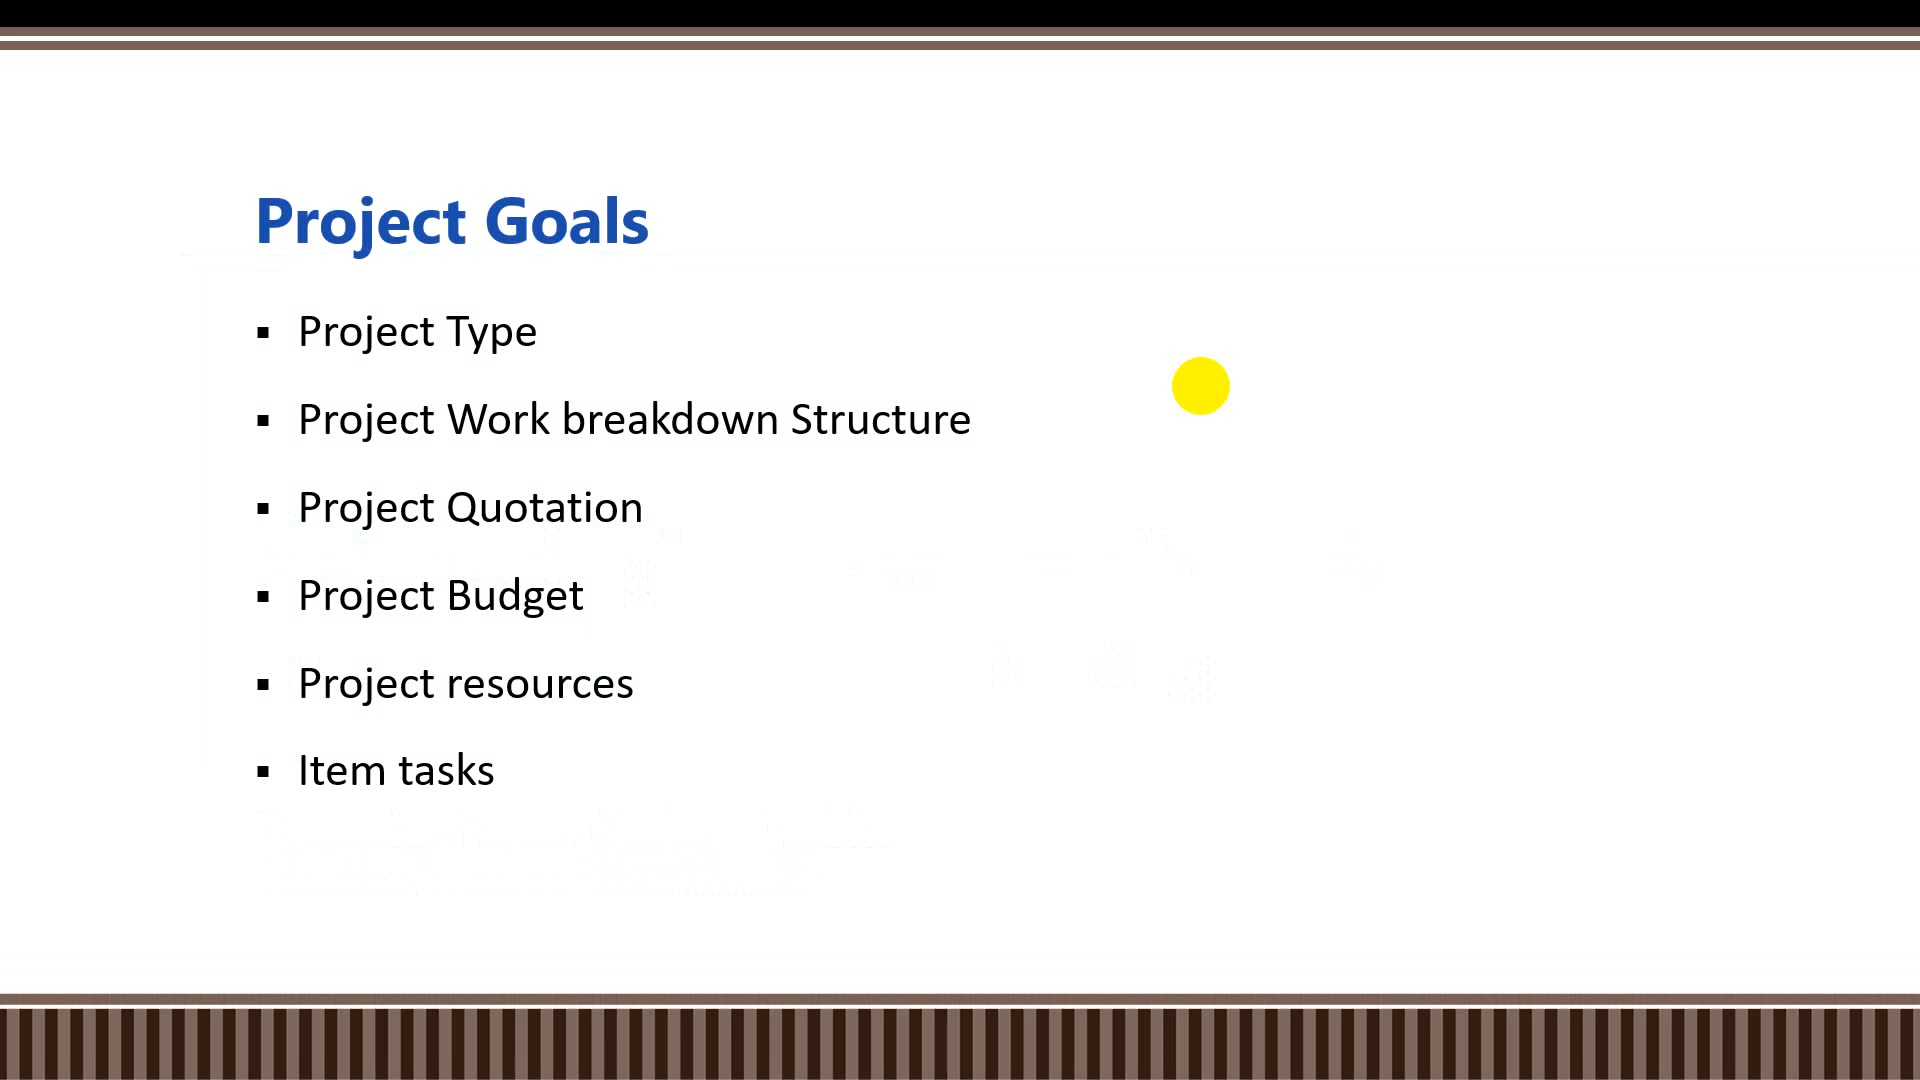 Project Goals
▪ Project Type
▪ Project Work breakdown Structure
▪ Project Quotation
▪ Project Budget
▪ Project resources
▪ Item tasks